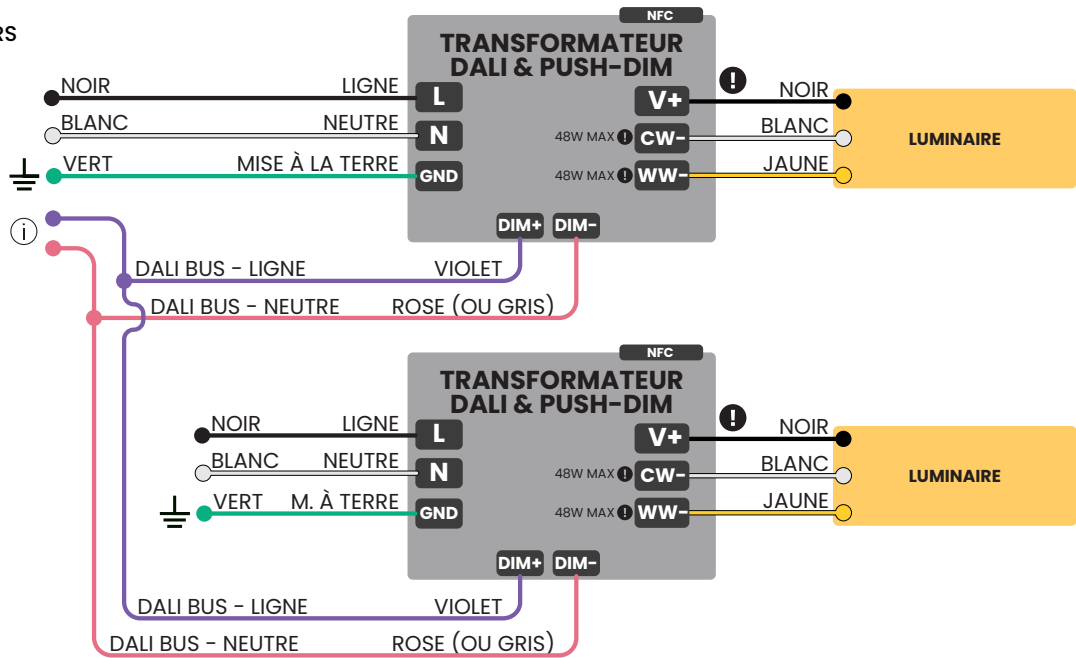 NFC
TRANSFORMATEUR
DALI & PUSH-DIM
NOIR LIGNE L
BLANC NEUTRE N
VERT MISE À LA TERRE GND
V+ ! NOIR
48W MAX ! CW- BLANC
48W MAX ! WW- JAUNE
LUMINAIRE
i
DIM+ DIM-
DALI BUS - LIGNE VIOLET
DALI BUS - NEUTRE ROSE (OU GRIS)
NFC
TRANSFORMATEUR
DALI & PUSH-DIM
NOIR LIGNE L
BLANC NEUTRE N
VERT M. À TERRE GND
V+ ! NOIR
48W MAX ! CW- BLANC
48W MAX ! WW- JAUNE
LUMINAIRE
DIM+ DIM-
DALI BUS - LIGNE VIOLET
DALI BUS - NEUTRE ROSE (OU GRIS)